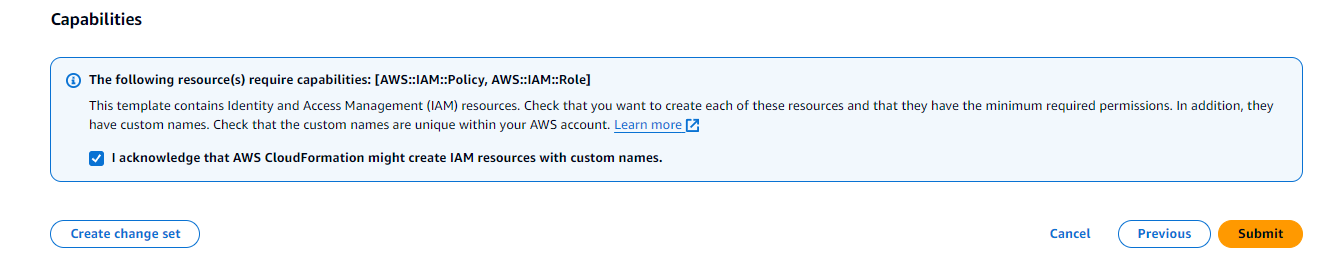 Capabilities
The following resource(s) require capabilities: [AWS::IAM::Policy, AWS::IAM::Role]
This template contains Identity and Access Management (IAM) resources. Check that you want to create each of these resources and that they have the minimum required permissions. In addition, they
have custom names. Check that the custom names are unique within your AWS account. Learn more
I acknowledge that AWS CloudFormation might create IAM resources with custom names.
Create change set Cancel Previous Submit